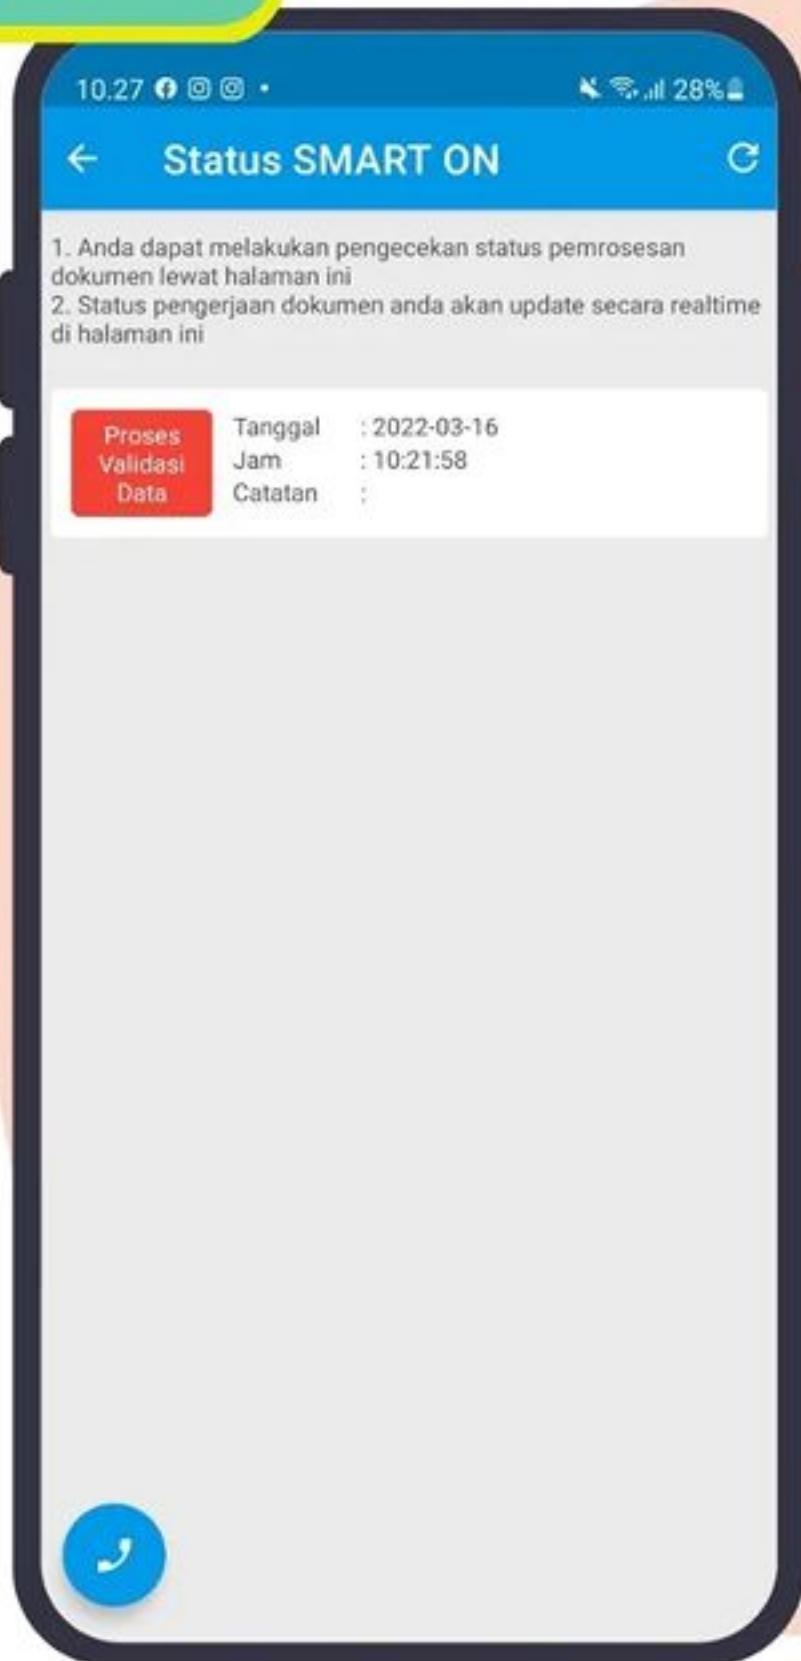 10.27
28%
Status SMART ON
1. Anda dapat melakukan pengecekan status pemrosesan
dokumen lewat halaman ini
2. Status pengerjaan dokumen anda akan update secara realtime
di halaman ini
Proses
Validasi
Data
Tanggal : 2022-03-16
Jam : 10:21:58
Catatan :